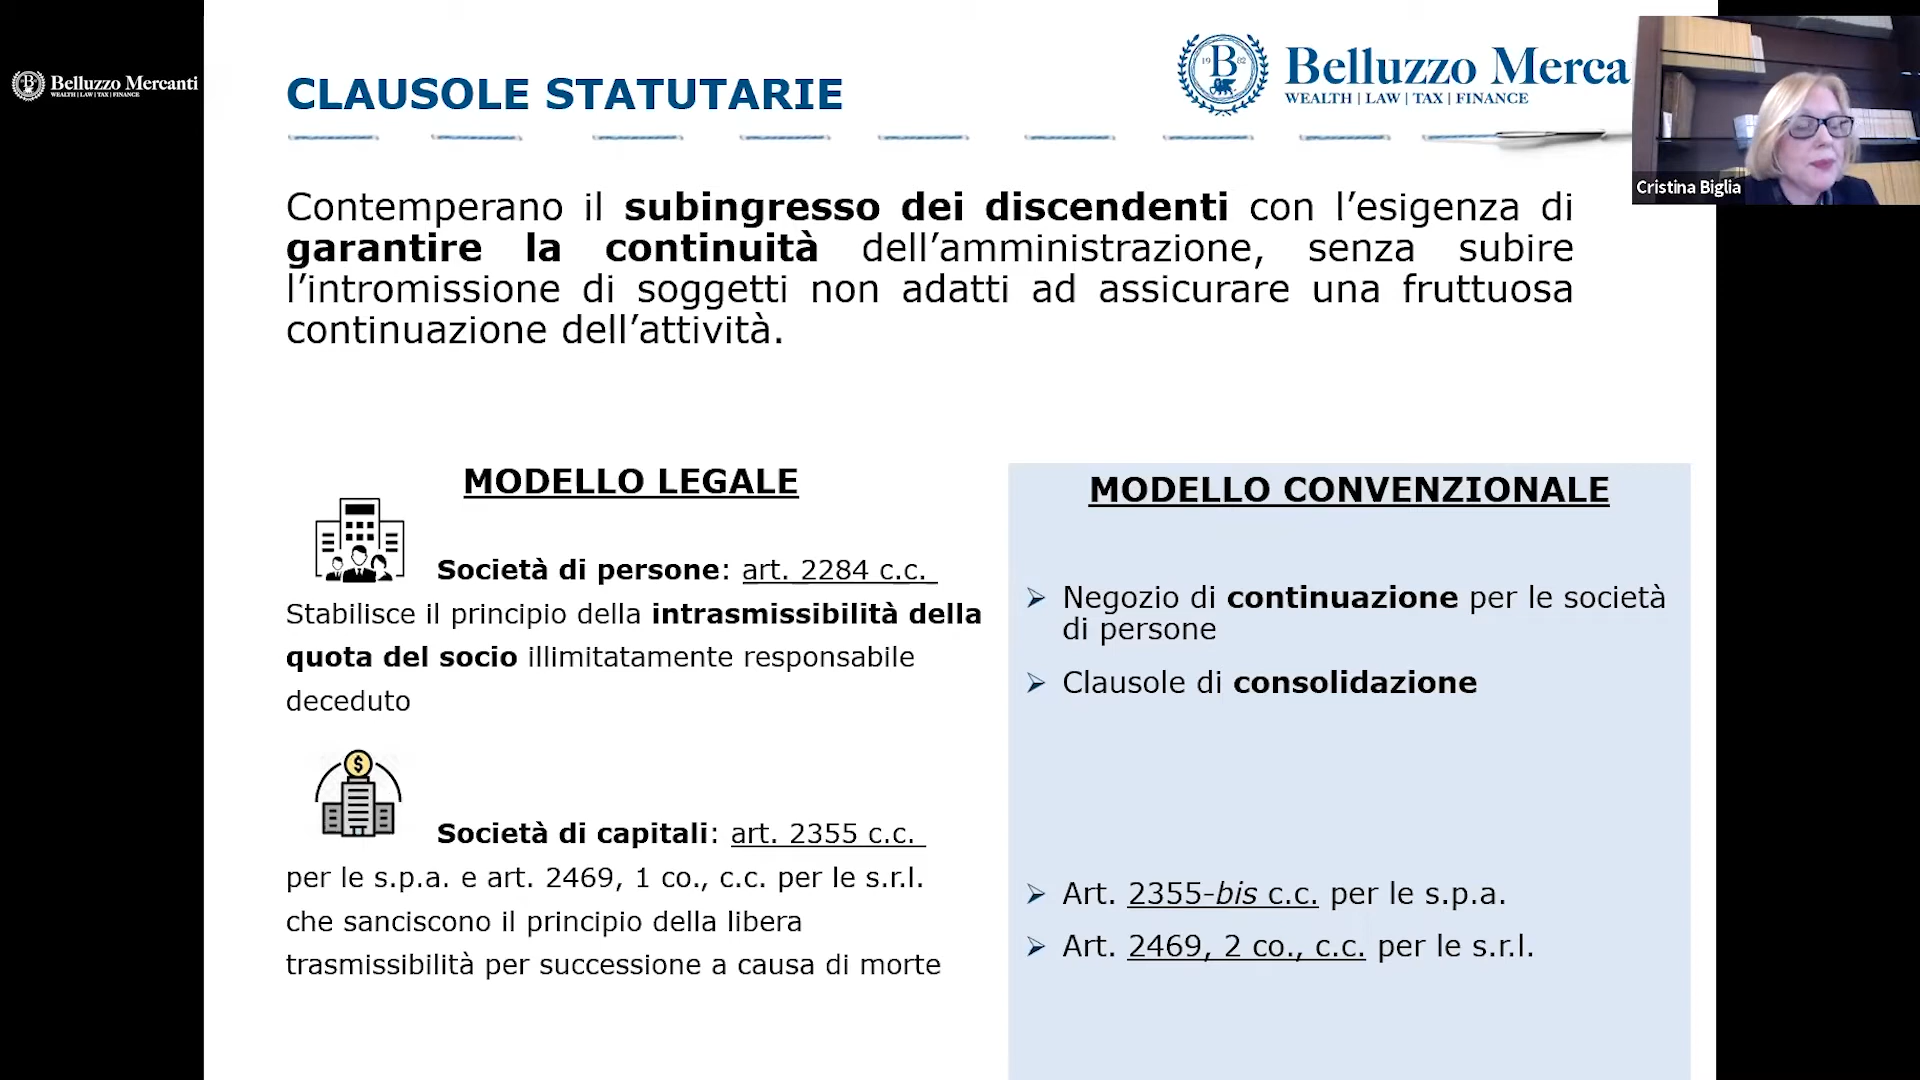 Belluzzo Mercanti
WEALTH | LAW | TAX | FINANCE
CLAUSOLE STATUTARIE
19 B 82
Belluzzo Merca
WEALTH | LAW | TAX | FINANCE
Cristina Biglia
Contemperano il subingresso dei discendenti con l’esigenza di
garantire la continuità dell’amministrazione, senza subire
l’intromissione di soggetti non adatti ad assicurare una fruttuosa
continuazione dell’attività.
MODELLO LEGALE
Società di persone: art. 2284 c.c.
Stabilisce il principio della intrasmissibilità della
quota del socio illimitatamente responsabile
deceduto
$
Società di capitali: art. 2355 c.c.
per le s.p.a. e art. 2469, 1 co., c.c. per le s.r.l.
che sanciscono il principio della libera
trasmissibilità per successione a causa di morte
MODELLO CONVENZIONALE
Negozio di continuazione per le società
di persone
Clausole di consolidazione
Art. 2355-bis c.c. per le s.p.a.
Art. 2469, 2 co., c.c. per le s.r.l.